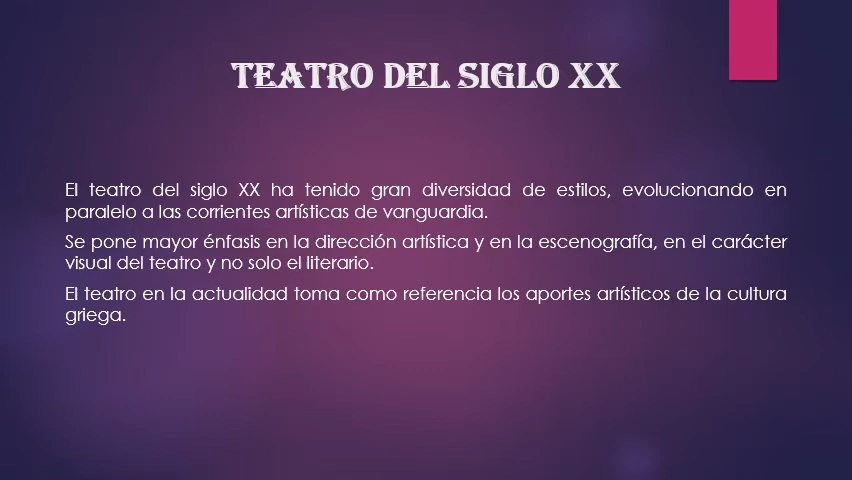 TEATRO DEL SIGLO XX
El teatro del siglo XX ha tenido gran diversidad de estilos, evolucionando en
paralelo a las corrientes artísticas de vanguardia.
Se pone mayor énfasis en la dirección artística y en la escenografía, en el carácter
visual del teatro y no solo el literario.
El teatro en la actualidad toma como referencia los aportes artísticos de la cultura
griega.